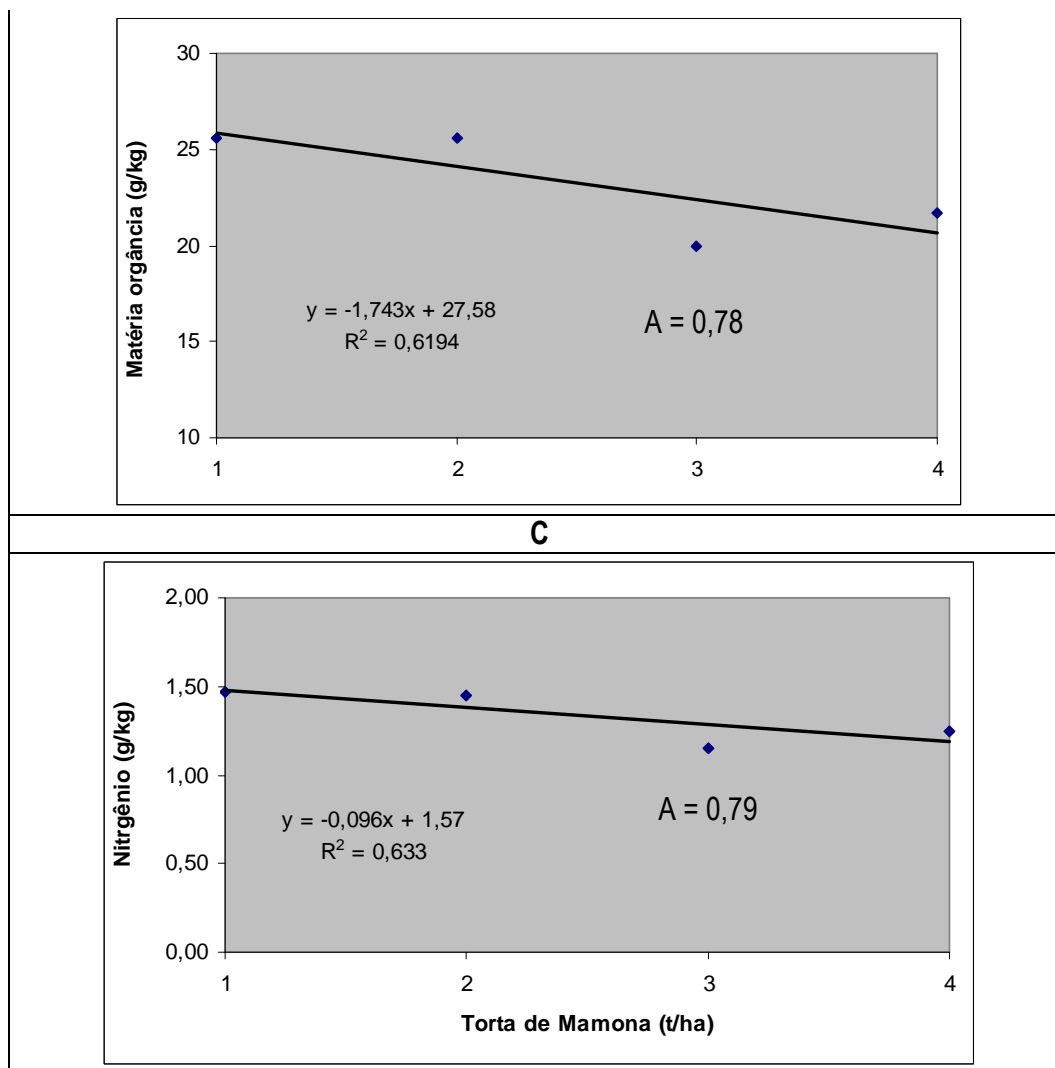 30
25
20
15
10
Matéria orgância (g/kg)
y = -1,743x + 27,58
R² = 0,6194
A = 0,78
1 2 3 4
C
2,00
1,50
1,00
0,50
0,00
Nitrgênio (g/kg)
y = -0,096x + 1,57
R² = 0,633
A = 0,79
1 2 3 4
Torta de Mamona (t/ha)